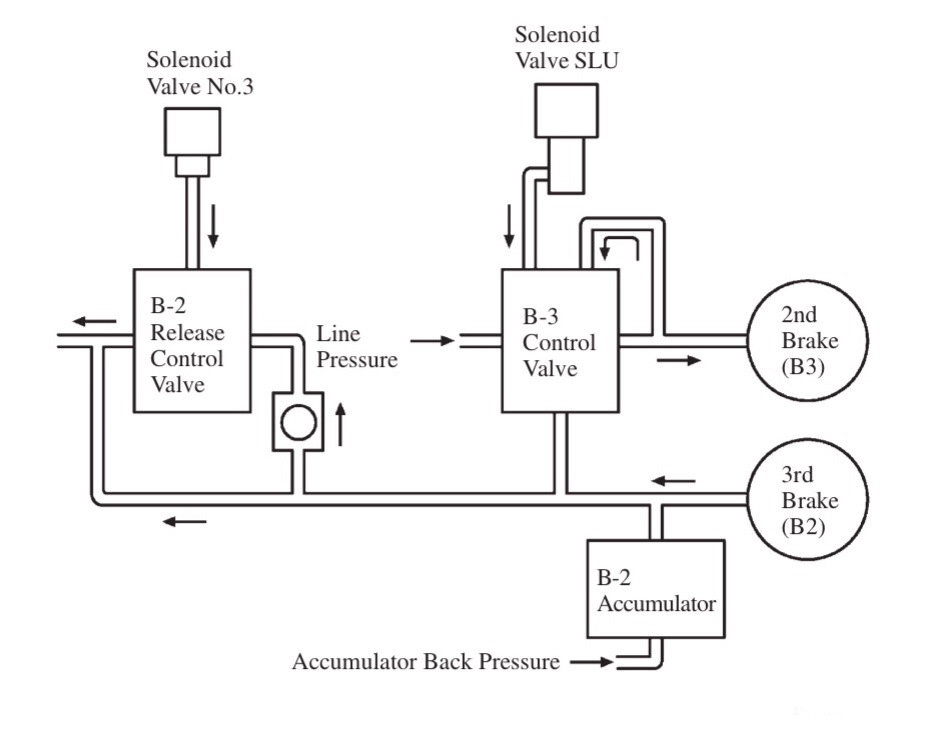 Solenoid
Valve No.3
Solenoid
Valve SLU
B-2
Release
Control
Valve
Line
Pressure
B-3
Control
Valve
2nd
Brake
(B3)
3rd
Brake
(B2)
B-2
Accumulator
Accumulator Back Pressure